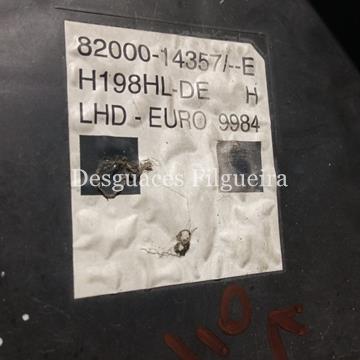 82000-14357/--E
H198HL-DE H
LHD - EURO 9984
Desguaces Filgueira